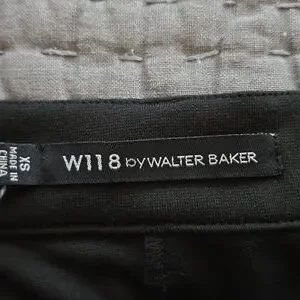 W118 by WALTER BAKER
XS
MADE IN
CHINA